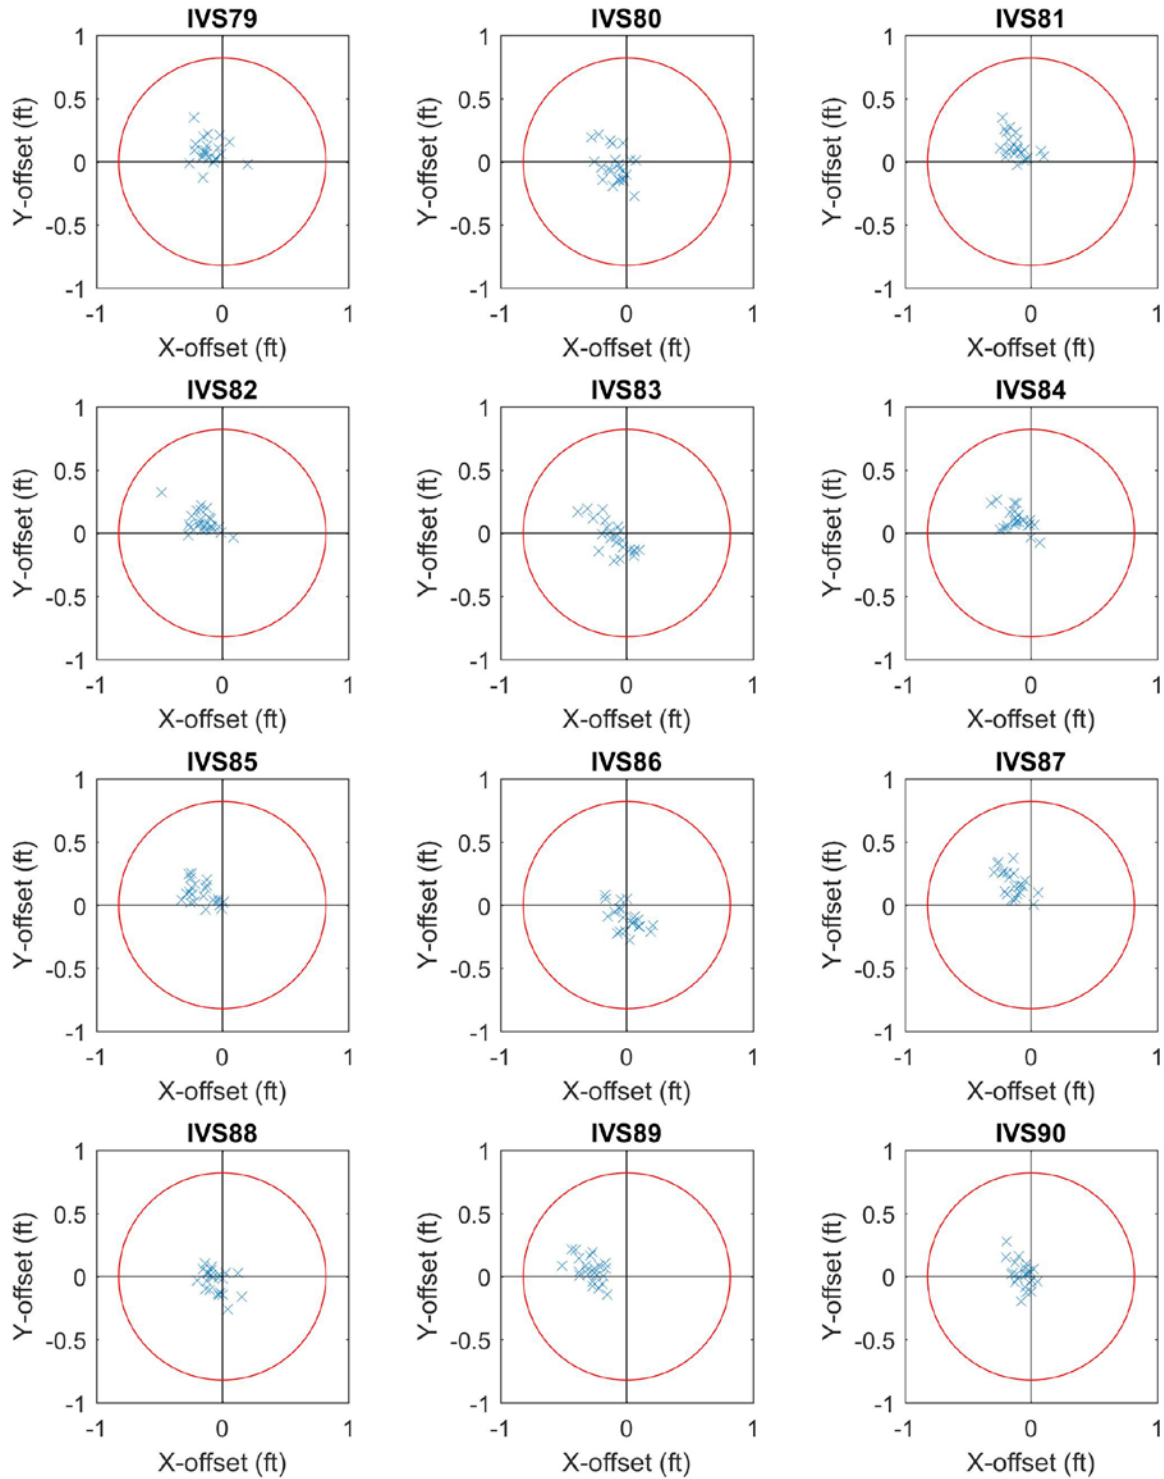 IVS79 IVS80 IVS81
1 1 1
0.5 0.5 0.5
0 0 0
-0.5 -0.5 -0.5
-1 -1 -1
Y-offset (ft) Y-offset (ft) Y-offset (ft)
-1 0 1 -1 0 1 -1 0 1
X-offset (ft) X-offset (ft) X-offset (ft)
IVS82 IVS83 IVS84
1 1 1
0.5 0.5 0.5
0 0 0
-0.5 -0.5 -0.5
-1 -1 -1
Y-offset (ft) Y-offset (ft) Y-offset (ft)
-1 0 1 -1 0 1 -1 0 1
X-offset (ft) X-offset (ft) X-offset (ft)
IVS85 IVS86 IVS87
1 1 1
0.5 0.5 0.5
0 0 0
-0.5 -0.5 -0.5
-1 -1 -1
Y-offset (ft) Y-offset (ft) Y-offset (ft)
-1 0 1 -1 0 1 -1 0 1
X-offset (ft) X-offset (ft) X-offset (ft)
IVS88 IVS89 IVS90
1 1 1
0.5 0.5 0.5
0 0 0
-0.5 -0.5 -0.5
-1 -1 -1
Y-offset (ft) Y-offset (ft) Y-offset (ft)
-1 0 1 -1 0 1 -1 0 1
X-offset (ft) X-offset (ft) X-offset (ft)